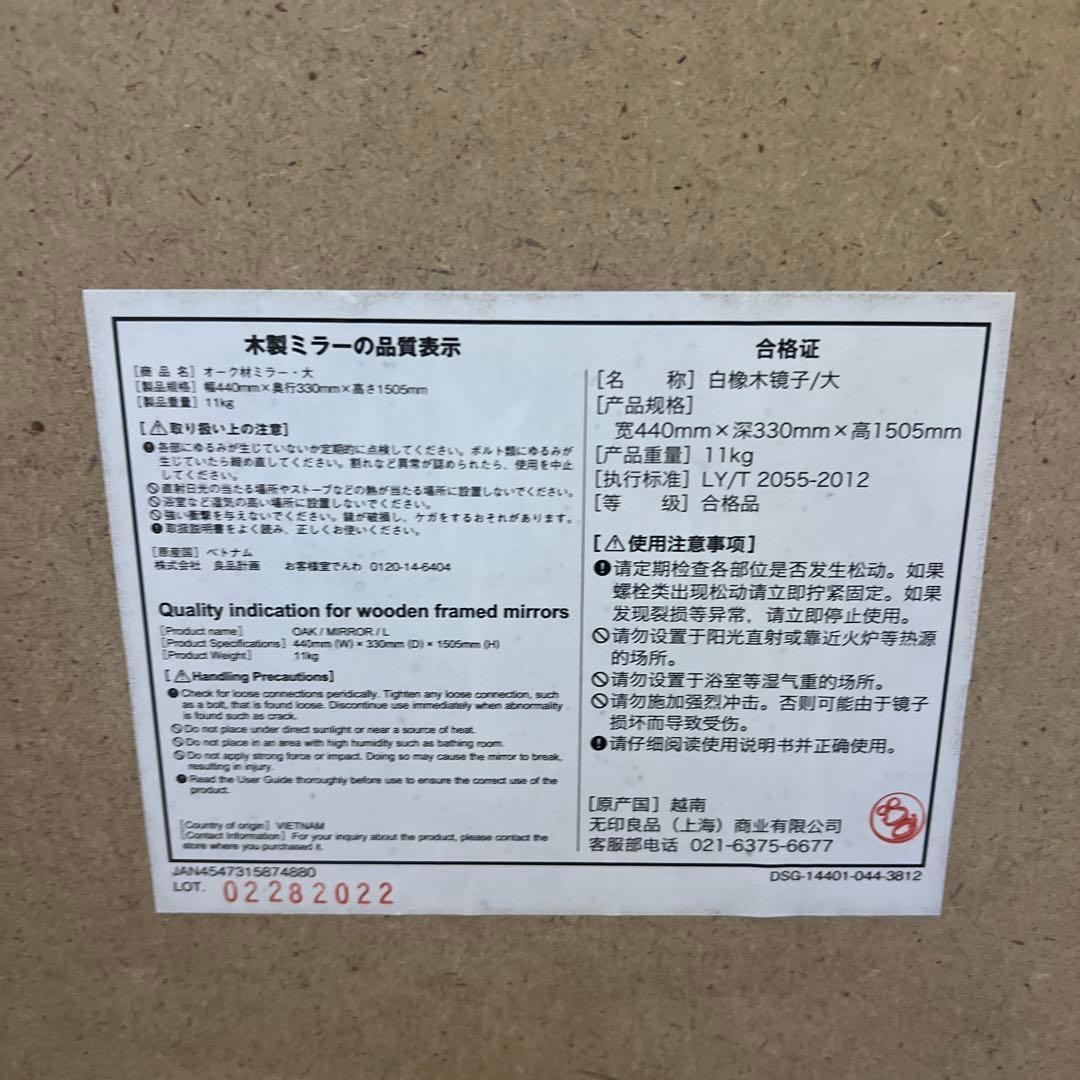 木製ミラーの品質表示
[商品名] オーク材ミラー・大
[製品規格] 幅440mm×奥行330mm×高さ1505mm
[製品重量] 11kg
[⚠取り扱い上の注意]
各部にゆるみが生じていないか定期的に点検してください。ボルト類にゆるみが
生じていたら締め直してください。割れなど異常が認められたら、使用を中止
してください。
直射日光の当たる場所やストーブなどの熱が当たる場所に設置しないでください。
浴室など湿気の高い場所に設置しないでください。
強い衝撃を与えないでください。鏡が破損し、ケガをするおそれがあります。
取扱説明書をよく読み、正しくお使いください。
[原産国] ベトナム
株式会社 良品計画 お客様室でんわ 0120-14-6404
Quality indication for wooden framed mirrors
[Product name] OAK / MIRROR / L
[Product Specifications] 440mm (W) × 330mm (D) × 1505mm (H)
[Product Weight] 11kg
[⚠Handling Precautions]
Check for loose connections peridically. Tighten any loose connection, such
as a bolt, that is found loose. Discontinue use immediately when abnormality
is found such as crack.
Do not place under direct sunlight or near a source of heat.
Do not place in an area with high humidity such as bathing room.
Do not apply strong force or impact. Doing so may cause the mirror to break,
resulting in injury.
Read the User Guide thoroughly before use to ensure the correct use of the
product.
[Country of origin] VIETNAM
[Contact Information] For your inquiry about the product, please contact the
store where you purchased it.
合格证
[名 称] 白橡木镜子/大
[产品规格]
宽440mm×深330mm×高1505mm
[产品重量] 11kg
[执行标准] LY/T 2055-2012
[等 级] 合格品
[⚠使用注意事项]
请定期检查各部位是否发生松动。如果
螺栓类出现松动请立即拧紧固定。如果
发现裂损等异常，请立即停止使用。
请勿设置于阳光直射或靠近火炉等热源
的场所。
请勿设置于浴室等湿气重的场所。
请勿施加强烈冲击。否则可能由于镜子
损坏而导致受伤。
请仔细阅读使用说明书并正确使用。
[原产国] 越南
无印良品（上海）商业有限公司
客服部电话 021-6375-6677
JAN4547315874880
LOT. 02282022
DSG-14401-044-3812